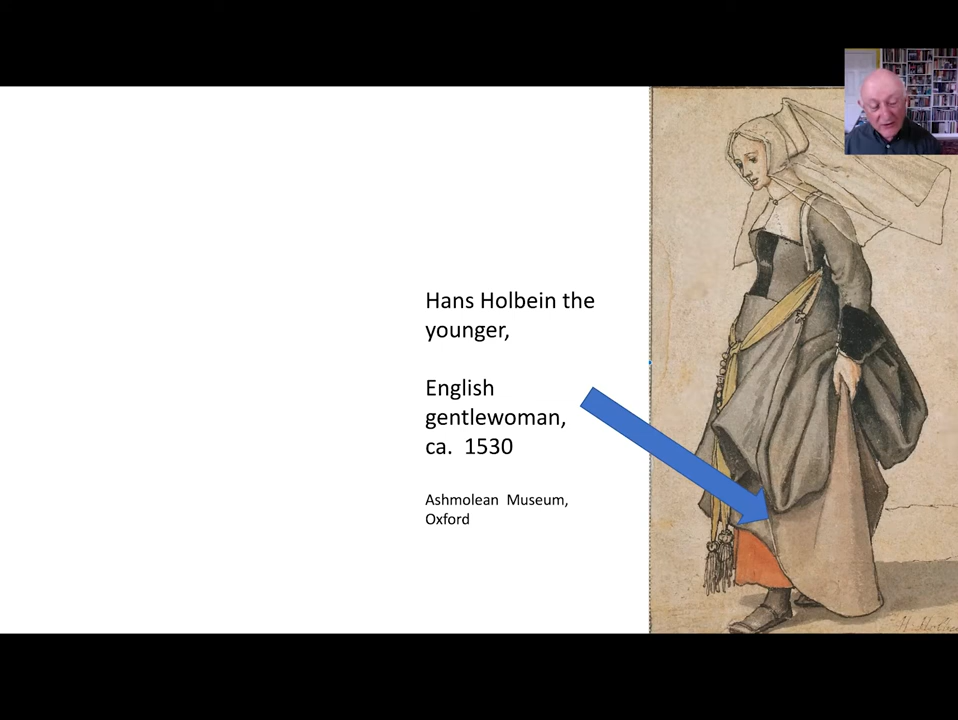 Hans Holbein the
younger,
English
gentlewoman,
ca. 1530
Ashmolean Museum,
Oxford